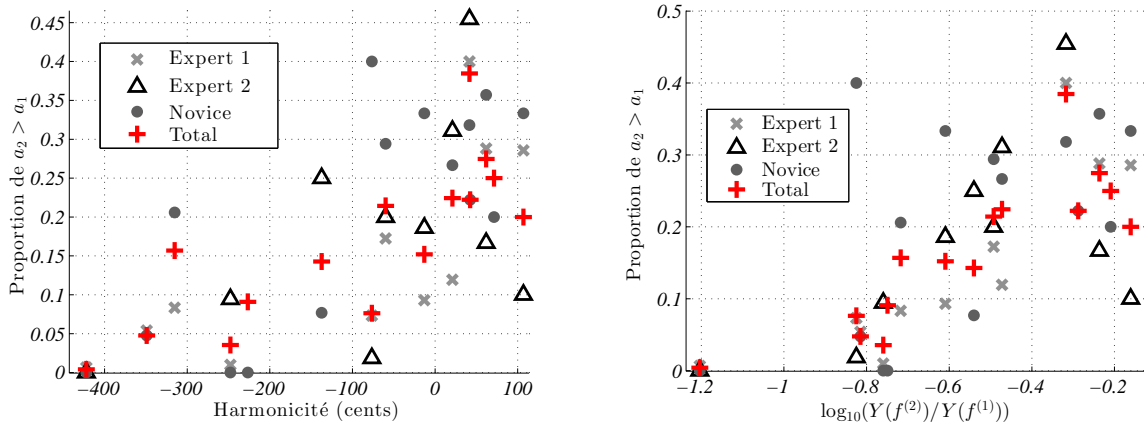 0.45
0.4
0.35
0.3
0.25
0.2
0.15
0.1
0.05
0
Proportion de a₂ > a₁
Expert 1
Expert 2
Novice
Total
−400 −300 −200 −100 0 100
Harmonicité (cents)
0.5
0.4
0.3
0.2
0.1
0
Proportion de a₂ > a₁
Expert 1
Expert 2
Novice
Total
−1.2 −1 −0.8 −0.6 −0.4 −0.2
log₁₀(Y(f⁽²⁾)/Y(f⁽¹⁾))